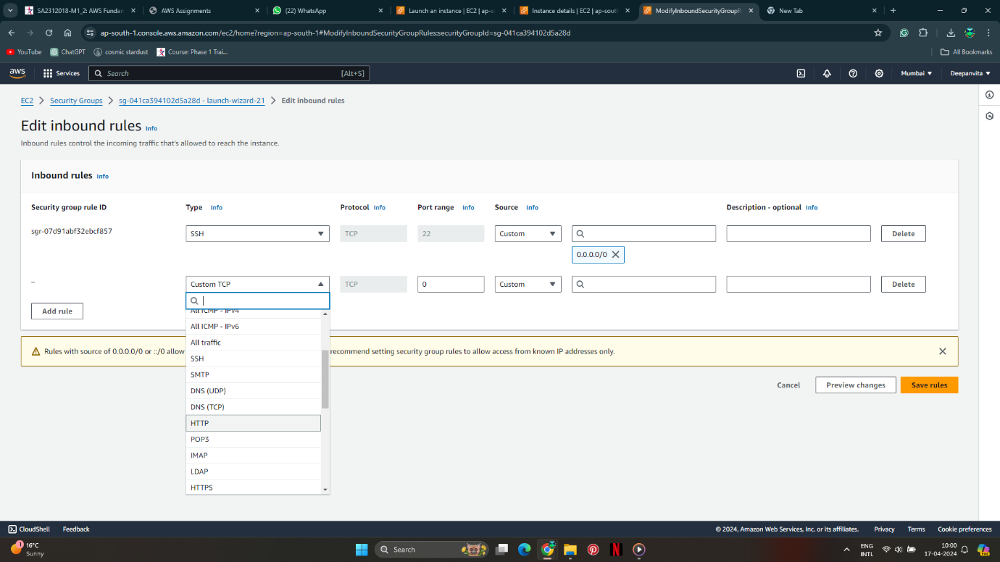 SA2312018-M1_2: AWS Fundan
AWS Assignments
(22) WhatsApp
Launch an instance | EC2 | ap-s
Instance details | EC2 | ap-sout
ModifyInboundSecurityGroupR
New Tab
ap-south-1.console.aws.amazon.com/ec2/home?region=ap-south-1#ModifyInboundSecurityGroupRules:securityGroupId=sg-041ca394102d5a28d
YouTube
ChatGPT
cosmic stardust
Course: Phase 1 Trai...
All Bookmarks
aws
Services
Search
[Alt+S]
Mumbai
Deepanvita
EC2
Security Groups
sg-041ca394102d5a28d - launch-wizard-21
Edit inbound rules
Edit inbound rules Info
Inbound rules control the incoming traffic that's allowed to reach the instance.
Inbound rules Info
Security group rule ID
Type Info
Protocol Info
Port range Info
Source Info
Description - optional Info
sgr-07d91abf32ebcf857
SSH
TCP
22
Custom
Delete
0.0.0.0/0
–
Custom TCP
TCP
0
Custom
Delete
Add rule
All ICMP - IPv4
All ICMP - IPv6
All traffic
SSH
SMTP
DNS (UDP)
DNS (TCP)
HTTP
POP3
IMAP
LDAP
HTTPS
Rules with source of 0.0.0.0/0 or ::/0 allow
recommend setting security group rules to allow access from known IP addresses only.
Cancel
Preview changes
Save rules
CloudShell
Feedback
© 2024, Amazon Web Services, Inc. or its affiliates.
Privacy
Terms
Cookie preferences
1
16°C
Sunny
Search
ENG
INTL
10:00
17-04-2024